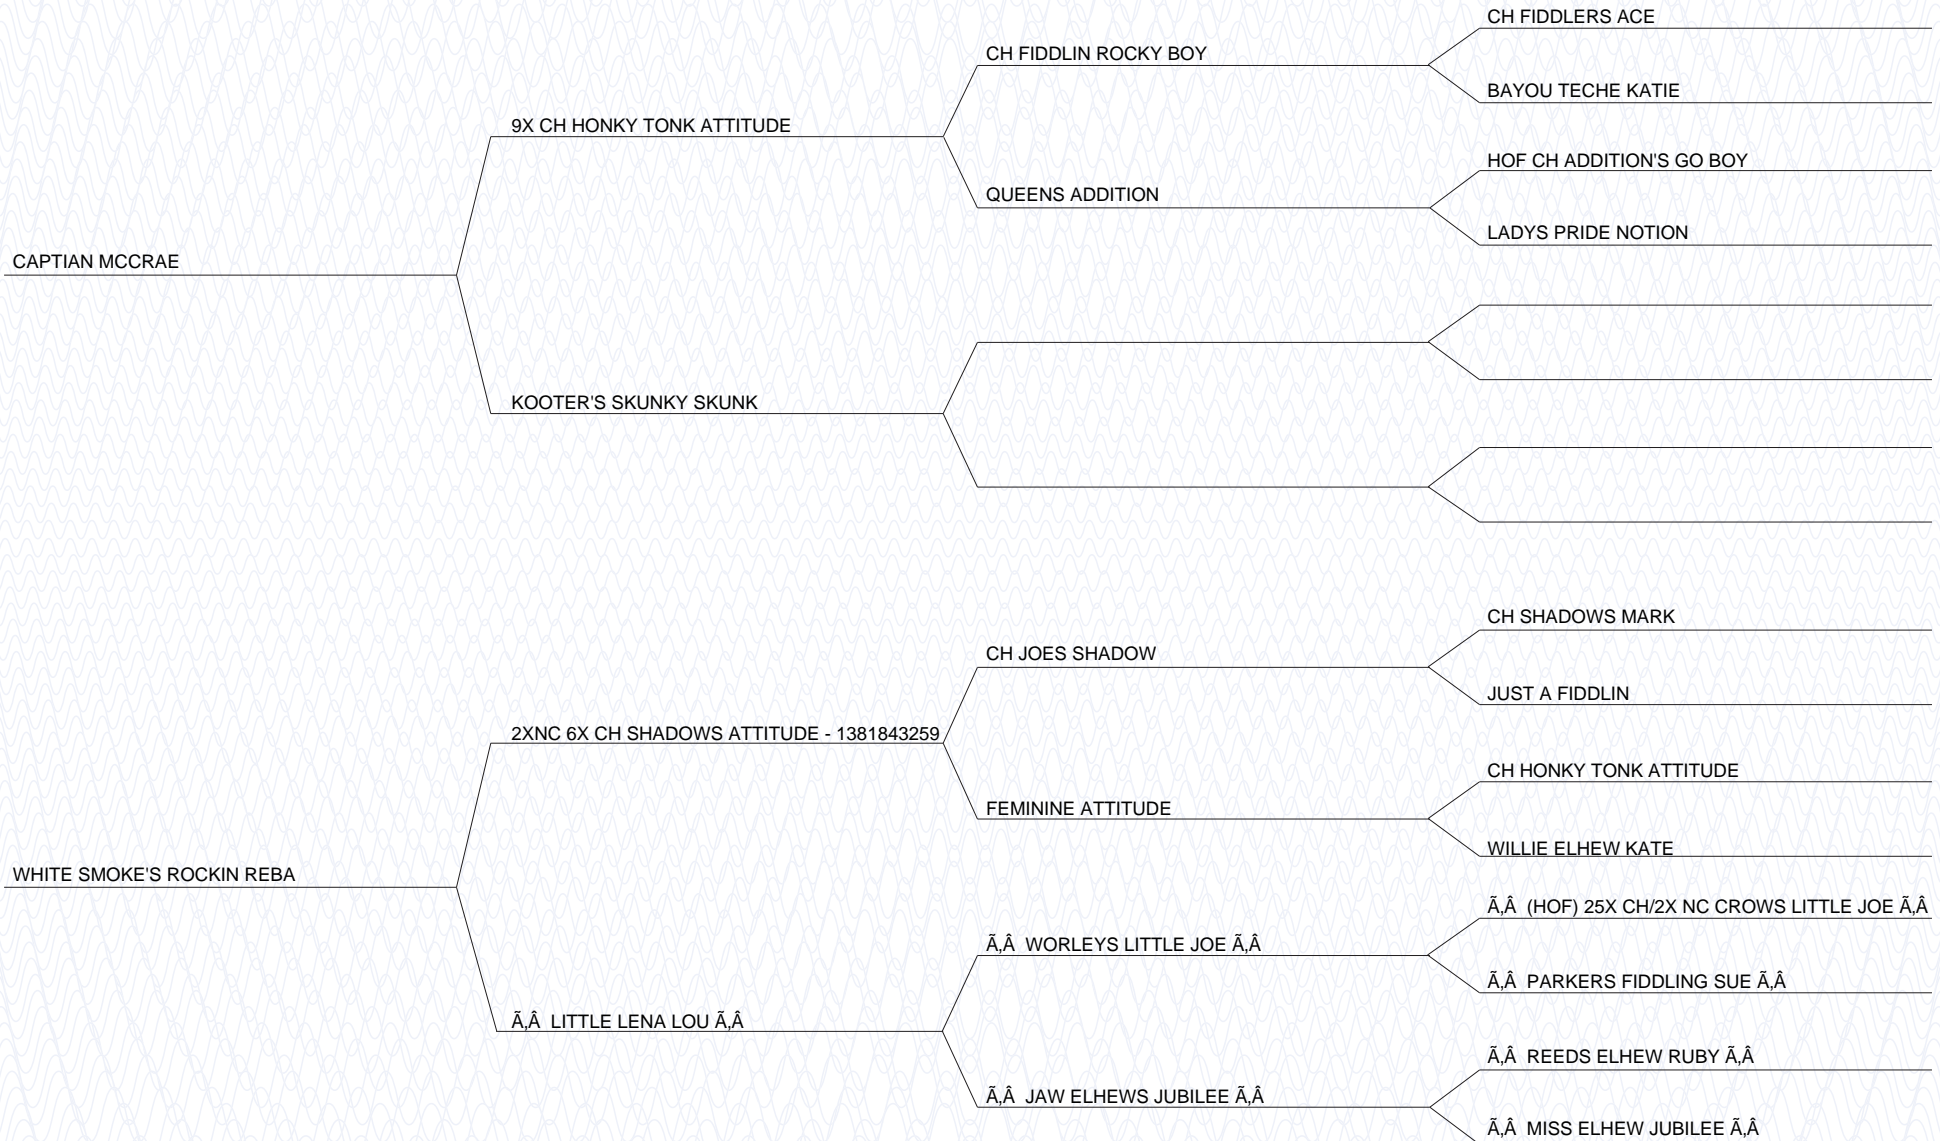 CH FIDDLERS ACE
CH FIDDLIN ROCKY BOY
BAYOU TECHE KATIE
9X CH HONKY TONK ATTITUDE
HOF CH ADDITION'S GO BOY
QUEENS ADDITION
LADYS PRIDE NOTION
CAPTIAN MCCRAE
KOOTER'S SKUNKY SKUNK
CH SHADOWS MARK
CH JOES SHADOW
JUST A FIDDLIN
2XNC 6X CH SHADOWS ATTITUDE - 1381843259
CH HONKY TONK ATTITUDE
FEMININE ATTITUDE
WILLIE ELHEW KATE
WHITE SMOKE'S ROCKIN REBA
Ã‚Â (HOF) 25X CH/2X NC CROWS LITTLE JOE Ã‚Â
Ã‚Â WORLEYS LITTLE JOE Ã‚Â
Ã‚Â PARKERS FIDDLING SUE Ã‚Â
Ã‚Â LITTLE LENA LOU Ã‚Â
Ã‚Â REEDS ELHEW RUBY Ã‚Â
Ã‚Â JAW ELHEWS JUBILEE Ã‚Â
Ã‚Â MISS ELHEW JUBILEE Ã‚Â